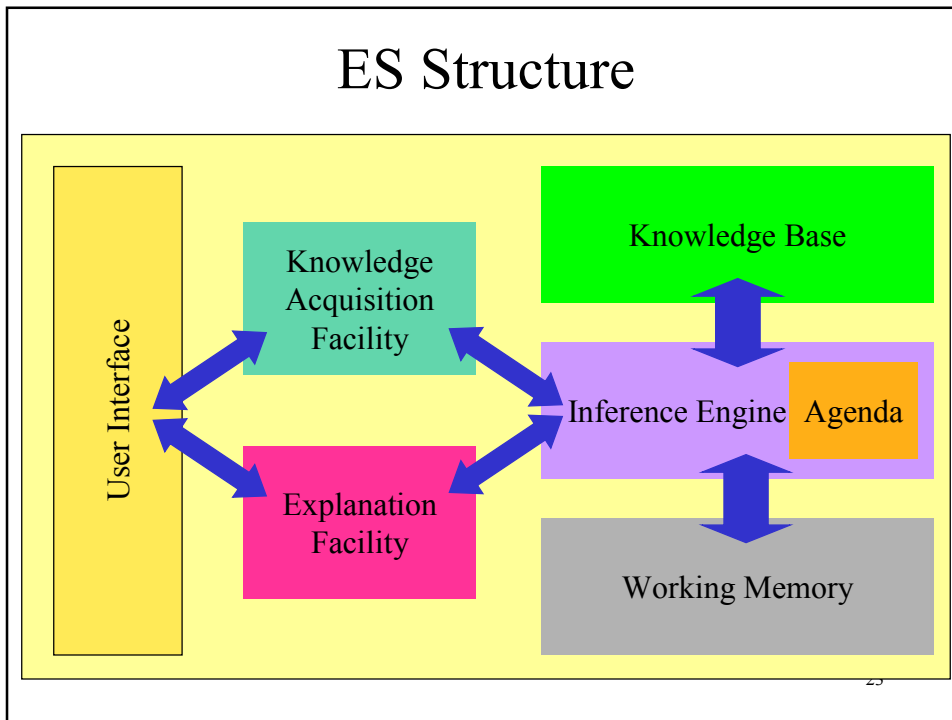 ES Structure
User Interface
Knowledge
Acquisition
Facility
Explanation
Facility
Knowledge Base
Inference Engine
Agenda
Working Memory